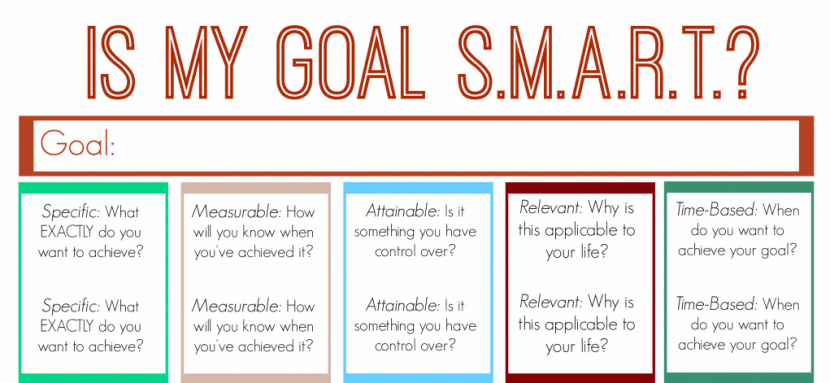 IS MY GOAL S.M.A.R.T.?
Goal:
Specific: What
EXACTLY do you
want to achieve?
Specific: What
EXACTLY do you
want to achieve?
Measurable: How
will you know when
you've achieved it?
Measurable: How
will you know when
you've achieved it?
Attainable: Is it
something you have
control over?
Attainable: Is it
something you have
control over?
Relevant: Why is
this applicable to
your life?
Relevant: Why is
this applicable to
your life?
Time-Based: When
do you want to
achieve your goal?
Time-Based: When
do you want to
achieve your goal?